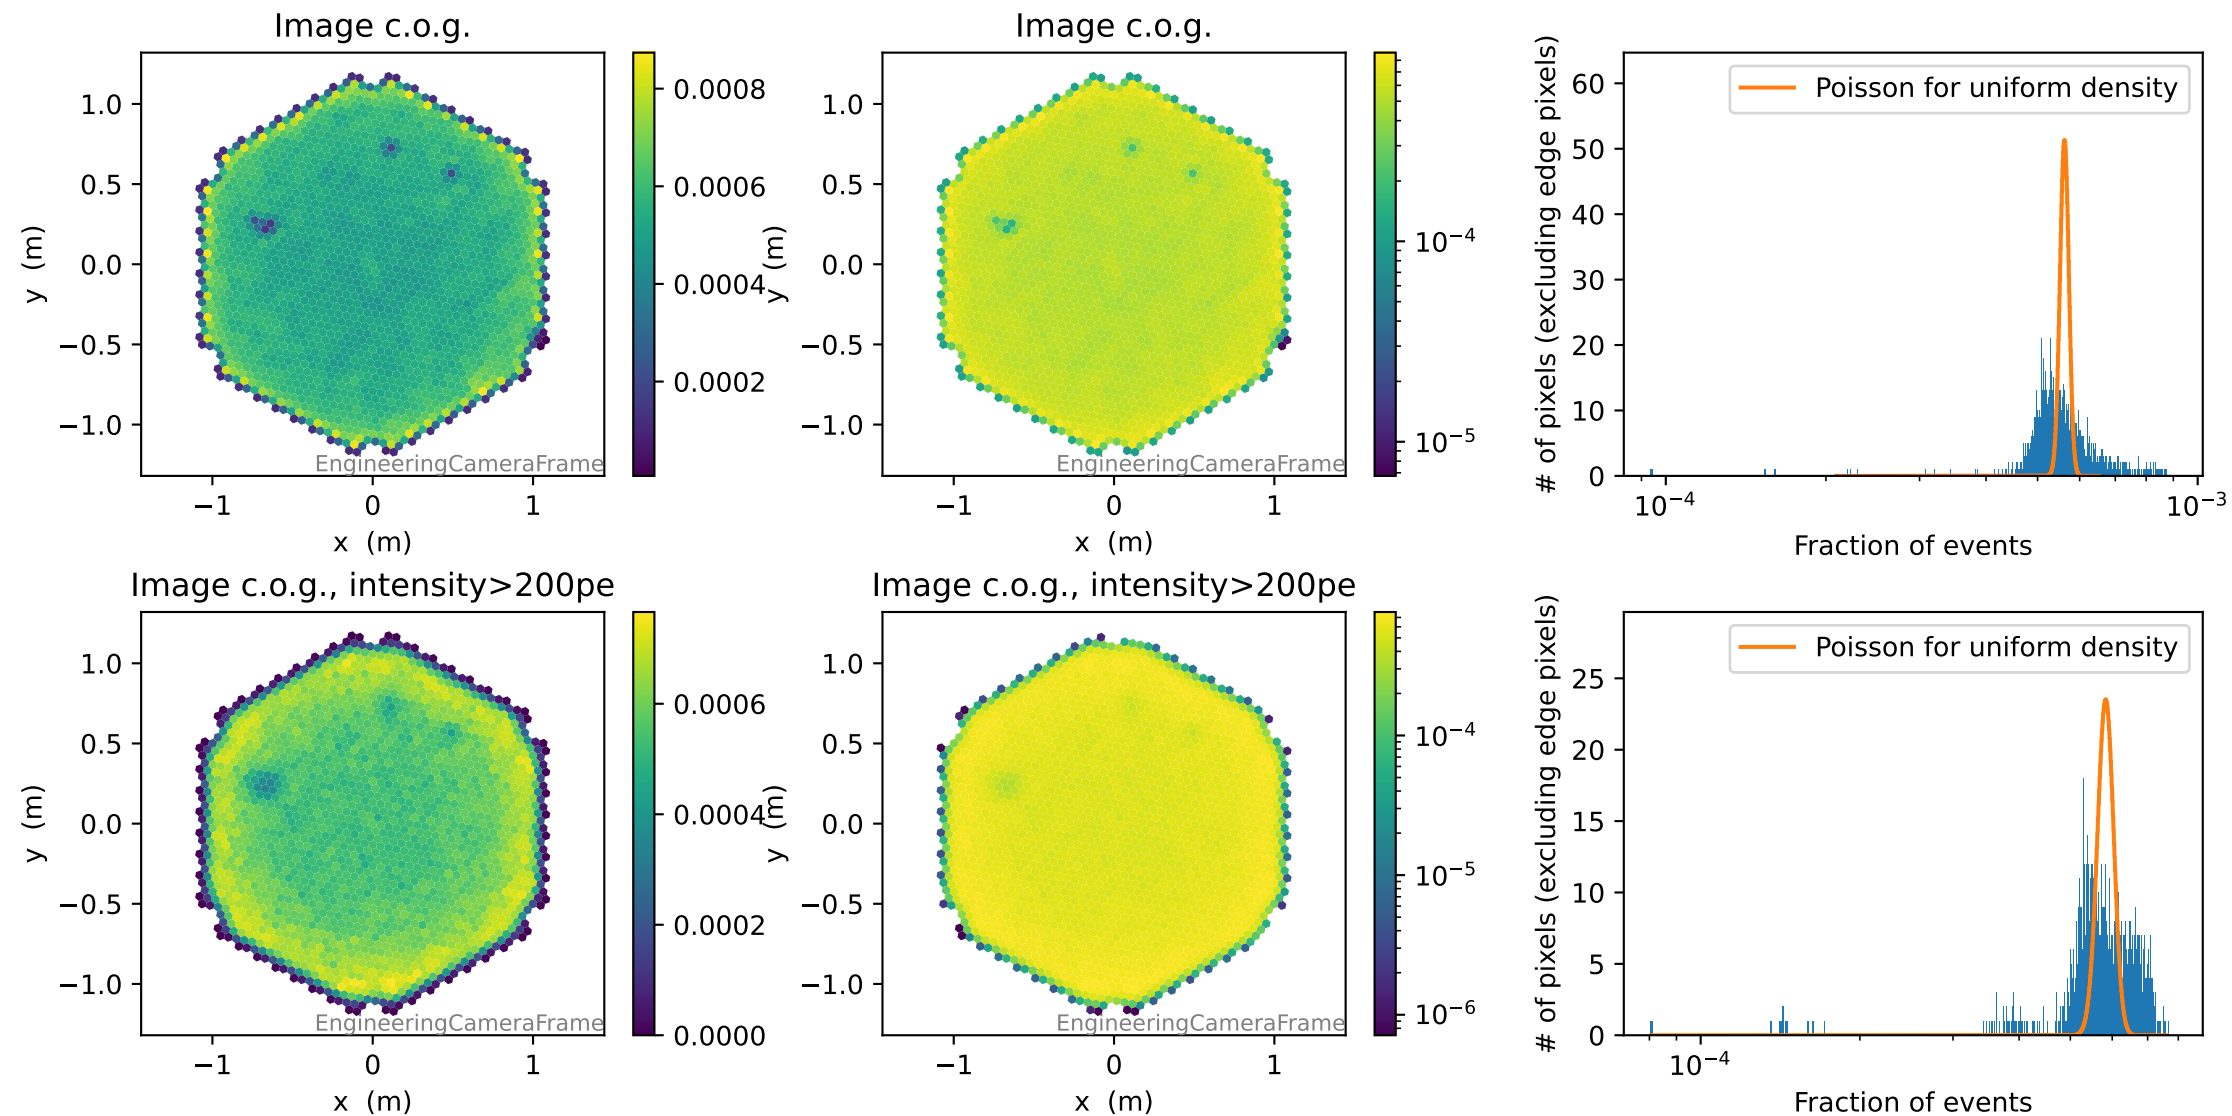 Image c.o.g.
1.0
0.5
0.0
−0.5
−1.0
y (m)
−1
0
1
x (m)
EngineeringCameraFrame
0.0008
0.0006
0.0004
0.0002
Image c.o.g.
1.0
0.5
0.0
−0.5
−1.0
y (m)
−1
0
1
x (m)
EngineeringCameraFrame
10⁻⁴
10⁻⁵
# of pixels (excluding edge pixels)
60
50
40
30
20
10
0
Poisson for uniform density
10⁻⁴
10⁻³
Fraction of events
Image c.o.g., intensity>200pe
1.0
0.5
0.0
−0.5
−1.0
y (m)
−1
0
1
x (m)
EngineeringCameraFrame
0.0006
0.0004
0.0002
0.0000
Image c.o.g., intensity>200pe
1.0
0.5
0.0
−0.5
−1.0
y (m)
−1
0
1
x (m)
EngineeringCameraFrame
10⁻⁴
10⁻⁵
10⁻⁶
# of pixels (excluding edge pixels)
25
20
15
10
5
0
Poisson for uniform density
10⁻⁴
Fraction of events